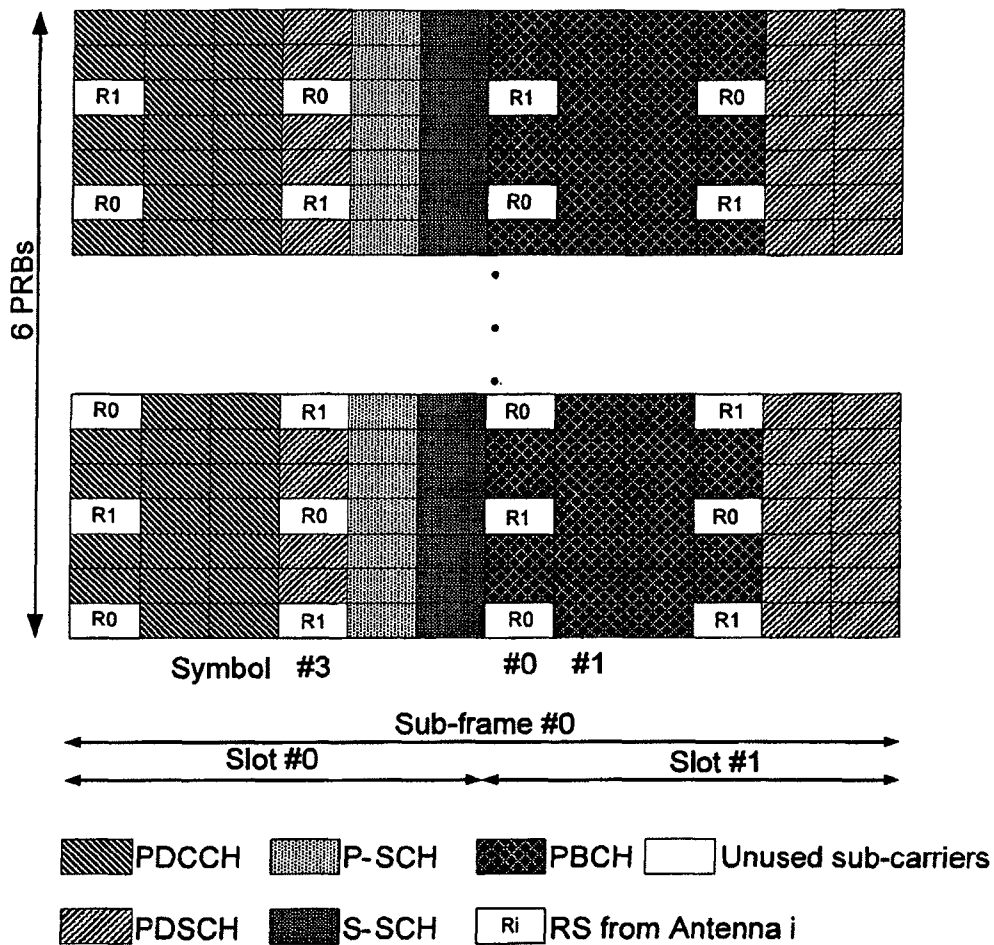 R1 R0 R1 R0
R0 R1 R0 R1
6 PRBs
R0 R1 R0 R1
R1 R0 R1 R0
R0 R1 R0 R1
Symbol #3 #0 #1
Sub-frame #0
Slot #0 Slot #1
PDCCH P-SCH PBCH Unused sub-carriers
PDSCH S-SCH Ri RS from Antenna i